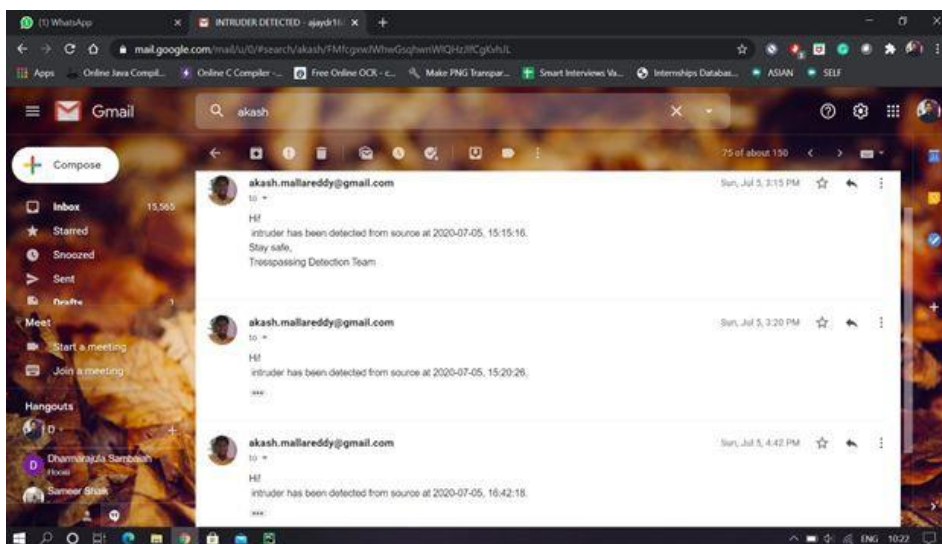 (1) WhatsApp
INTRUDER DETECTED - ajaydr16
mail.google.com/mail/u/0/#search/akash/
Apps
Online Java Compil...
Online C Compiler -...
Free Online OCR - c...
Make PNG Transpar...
Smart Interviews Va...
Internships Databas...
ASIAN
SELF
Gmail
akash
Compose
75 of about 150
Inbox 15,565
Starred
Snoozed
Sent
Drafts
Meet
Start a meeting
Join a meeting
Hangouts
D
Dharmarajula Sambaiah
Sameer Shaik
akash.mallareddy@gmail.com
Sun, Jul 5, 3:15 PM
to
Hi!
intruder has been detected from source at 2020-07-05, 15:15:16.
Stay safe,
Tresspassing Detection Team
akash.mallareddy@gmail.com
Sun, Jul 5, 3:20 PM
to
Hi!
intruder has been detected from source at 2020-07-05, 15:20:26.
akash.mallareddy@gmail.com
Sun, Jul 5, 4:42 PM
to
Hi!
intruder has been detected from source at 2020-07-05, 16:42:18.
ENG 1022